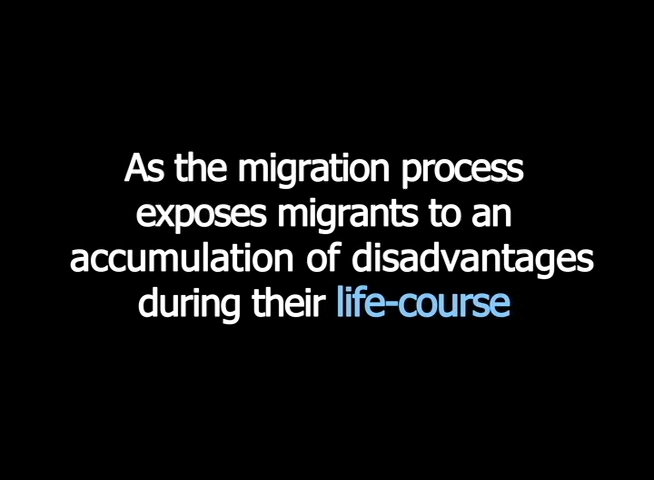 As the migration process
exposes migrants to an
accumulation of disadvantages
during their life-course